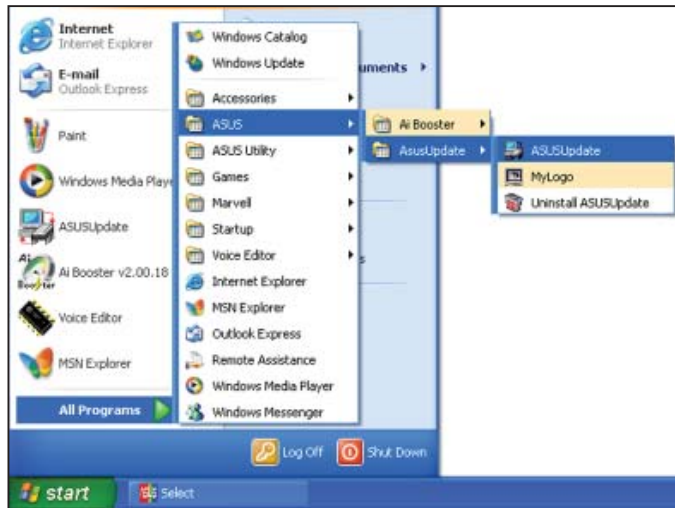 Internet
Internet Explorer
E-mail
Outlook Express
Paint
Windows Media Playe
ASUSUpdate
Ai Booster v2.00.18
Voice Editor
MSN Explorer
All Programs
Windows Catalog
Windows Update
Accessories
ASUS
ASUS Utility
Games
Marvell
Startup
Voice Editor
Internet Explorer
MSN Explorer
Outlook Express
Remote Assistance
Windows Media Player
Windows Messenger
uments
s
Ai Booster
AsusUpdate
ASUSUpdate
MyLogo
Uninstall ASUSUpdate
Log Off
Shut Down
start
Select